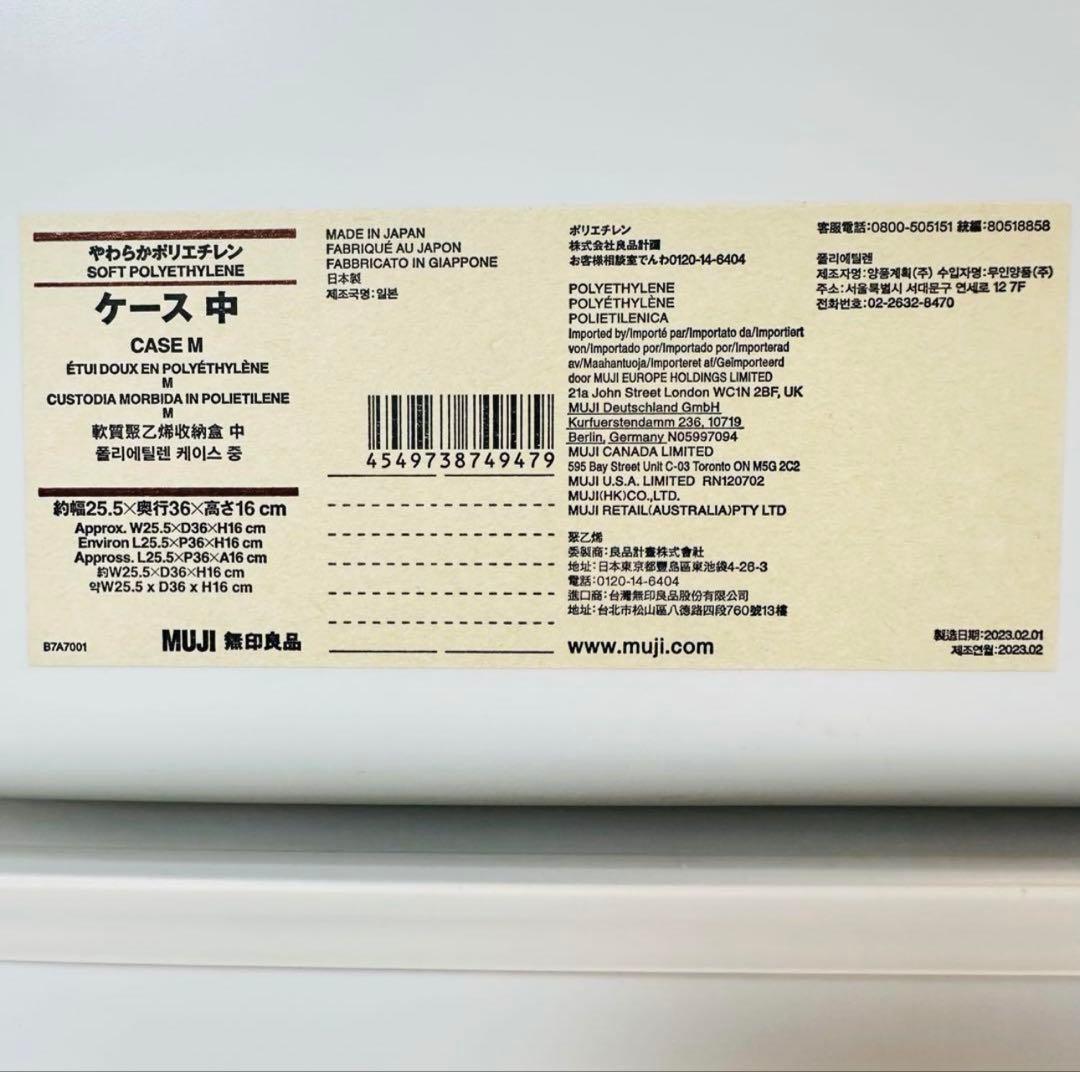 やわらかポリエチレン
SOFT POLYETHYLENE
ケース 中
CASE M
ÉTUI DOUX EN POLYÉTHYLÈNE
M
CUSTODIA MORBIDA IN POLIETILENE
M
軟質聚乙烯收納盒 中
폴리에틸렌 케이스 중
約幅25.5×奥行36×高さ16 cm
Approx. W25.5×D36×H16 cm
Environ L25.5×P36×H16 cm
Appross. L25.5×P36×A16 cm
約W25.5×D36×H16 cm
약W25.5 x D36 x H16 cm
B7A7001
MUJI 無印良品
MADE IN JAPAN
FABRIQUÉ AU JAPON
FABBRICATO IN GIAPPONE
日本製
제조국명:일본
4549738749479
ポリエチレン
株式会社良品計画
お客様相談室でんわ0120-14-6404
POLYETHYLENE
POLYÉTHYLÈNE
POLIETILENICA
Imported by/Importé par/Importato da/Importiert
von/Importado por/Importado por/Importerad
av/Maahantuoja/Importeret af/Geïmporteerd
door MUJI EUROPE HOLDINGS LIMITED
21a John Street London WC1N 2BF, UK
MUJI Deutschland GmbH
Kurfuerstendamm 236, 10719
Berlin, Germany N05997094
MUJI CANADA LIMITED
595 Bay Street Unit C-03 Toronto ON M5G 2C2
MUJI U.S.A. LIMITED RN120702
MUJI(HK)CO.,LTD.
MUJI RETAIL(AUSTRALIA)PTY LTD
聚乙烯
委製商:良品計畫株式會社
地址:日本東京都豐島區東池袋4-26-3
電話:0120-14-6404
進口商:台灣無印良品股份有限公司
地址:台北市松山區八德路四段760號13樓
www.muji.com
客服電話:0800-505151 統編:80518858
폴리에틸렌
제조자명:양품계획(주) 수입자명:무인양품(주)
주소:서울특별시 서대문구 연세로 12 7F
전화번호:02-2632-8470
製造日期:2023.02.01
제조연월:2023.02